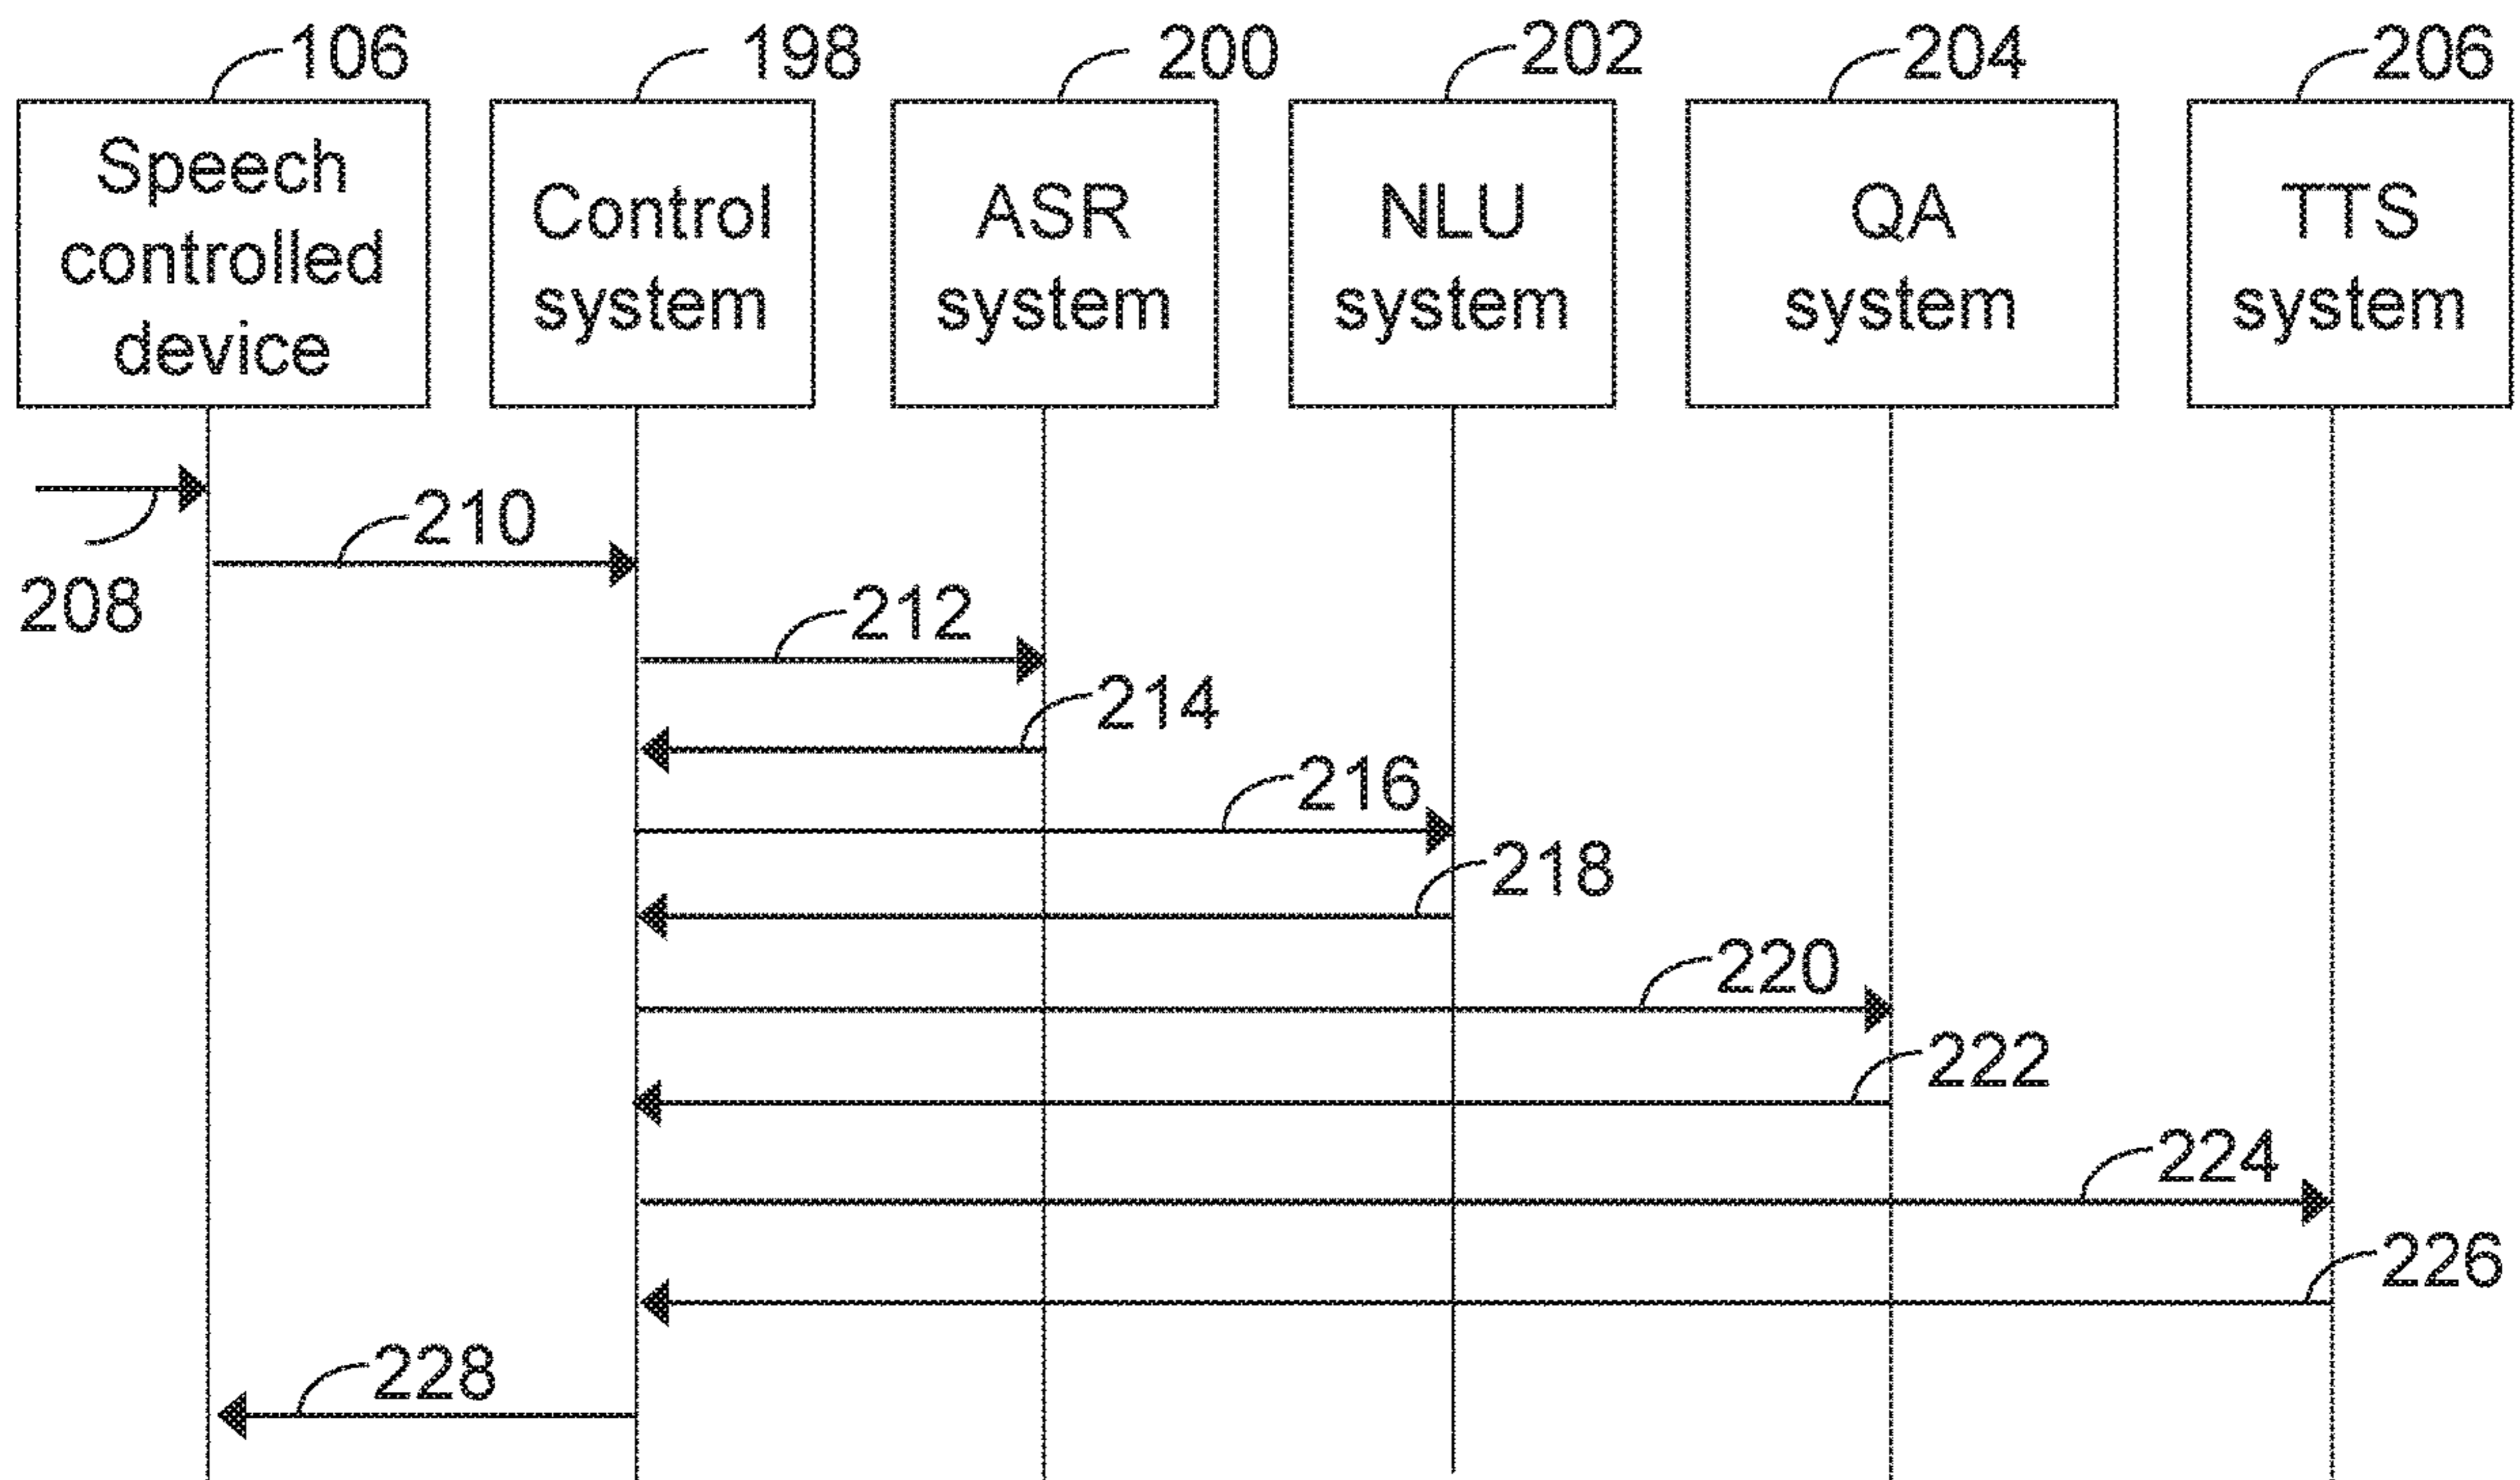 106
198
200
202
204
206
Speech
controlled
device
Control
system
ASR
system
NLU
system
QA
system
TTS
system
208
210
212
214
216
218
220
222
224
226
228